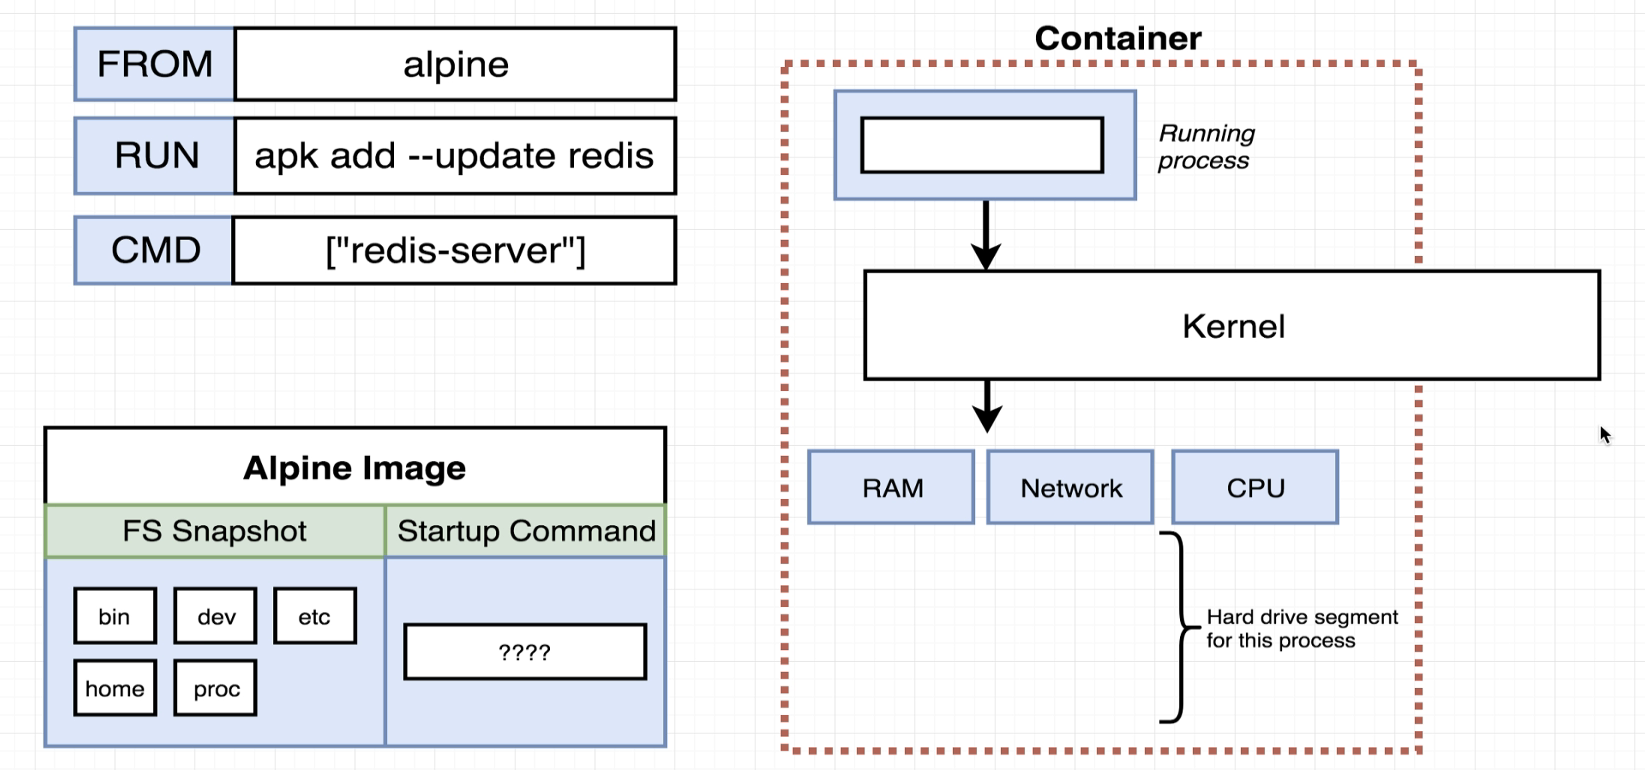 FROM alpine
RUN apk add --update redis
CMD ["redis-server"]
Alpine Image
FS Snapshot Startup Command
bin dev etc
home proc
????
Container
Running
process
Kernel
RAM Network CPU
Hard drive segment
for this process